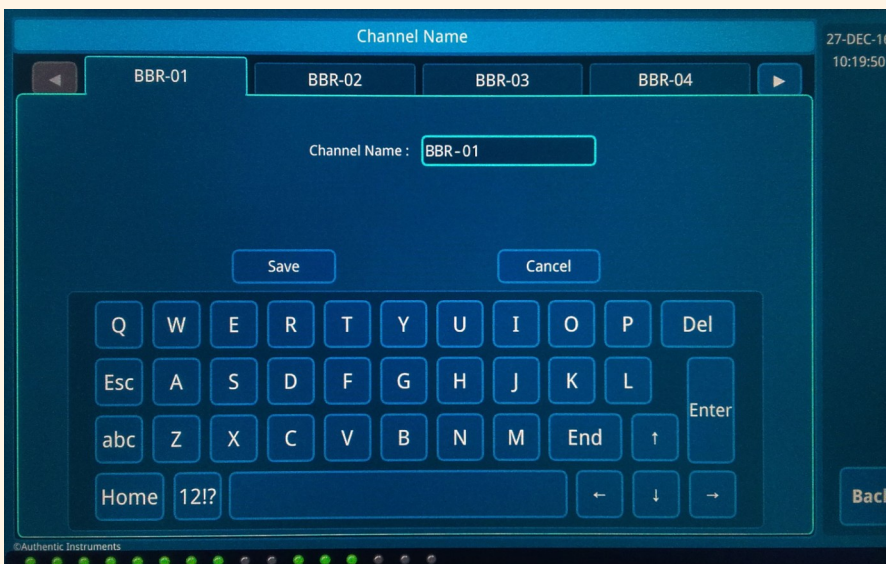 Channel Name
27-DEC-1
10:19:50
◄ BBR-01 BBR-02 BBR-03 BBR-04 ►
Channel Name : BBR-01
Save Cancel
Q W E R T Y U I O P Del
Esc A S D F G H J K L
Enter
abc Z X C V B N M End ↑
Home 12!? ← ↓ →
Back
©Authentic Instruments